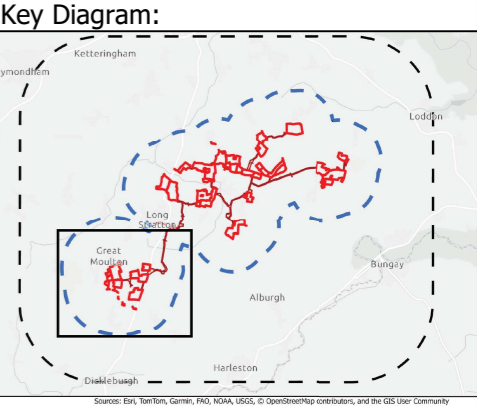 Key Diagram:
Ketteringham
ymondham
Loddon
Long
Stratton
Great
Moulton
Bungay
Alburgh
Harleston
Dickleburgh
Sources: Esri, TomTom, Garmin, FAO, NOAA, USGS, © OpenStreetMap contributors, and the GIS User Community